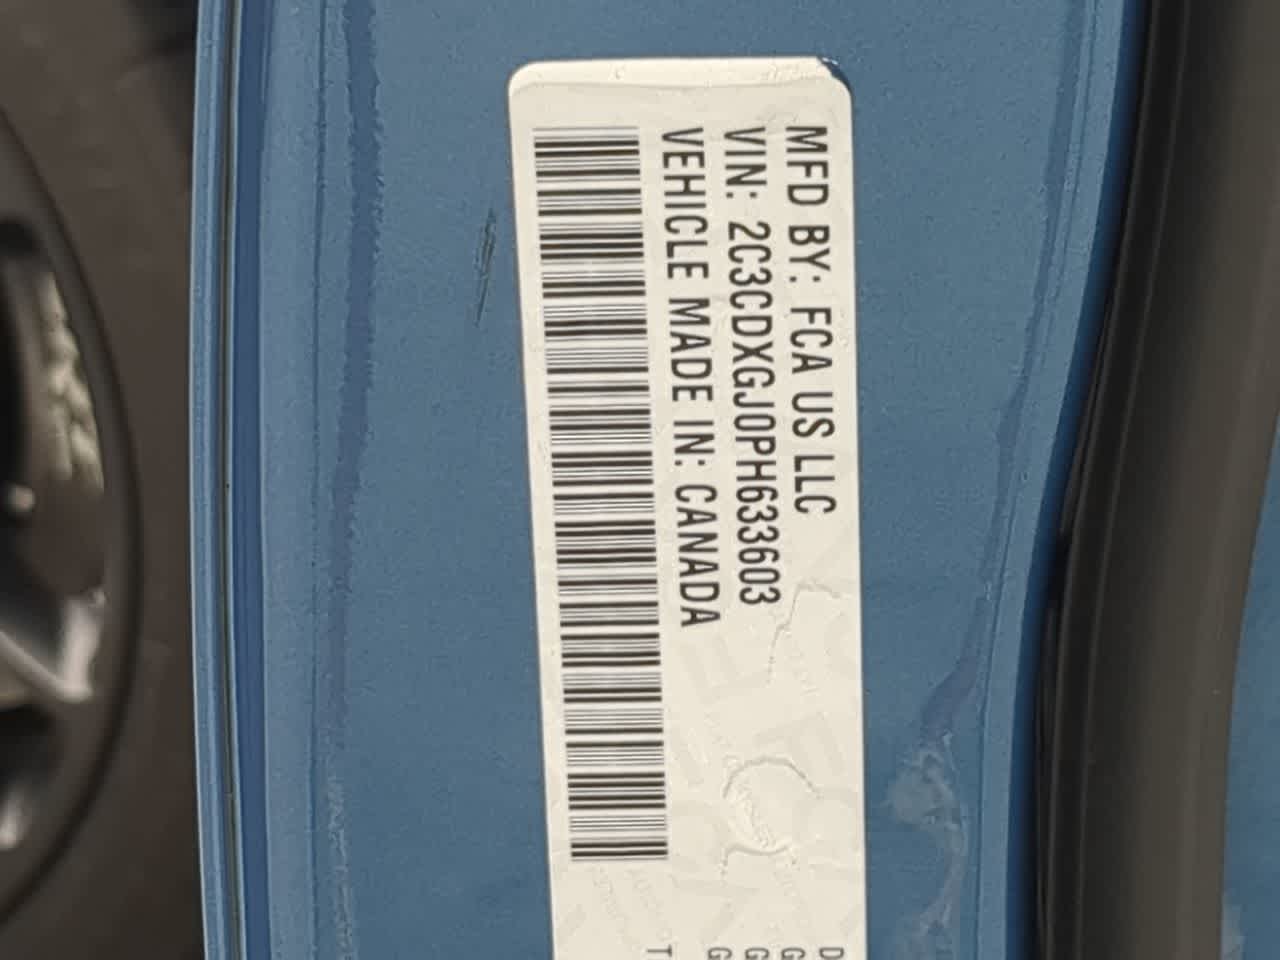 MFD BY: FCA US LLC
VIN: 2C3CDXGJ0PH633603
VEHICLE MADE IN: CANADA